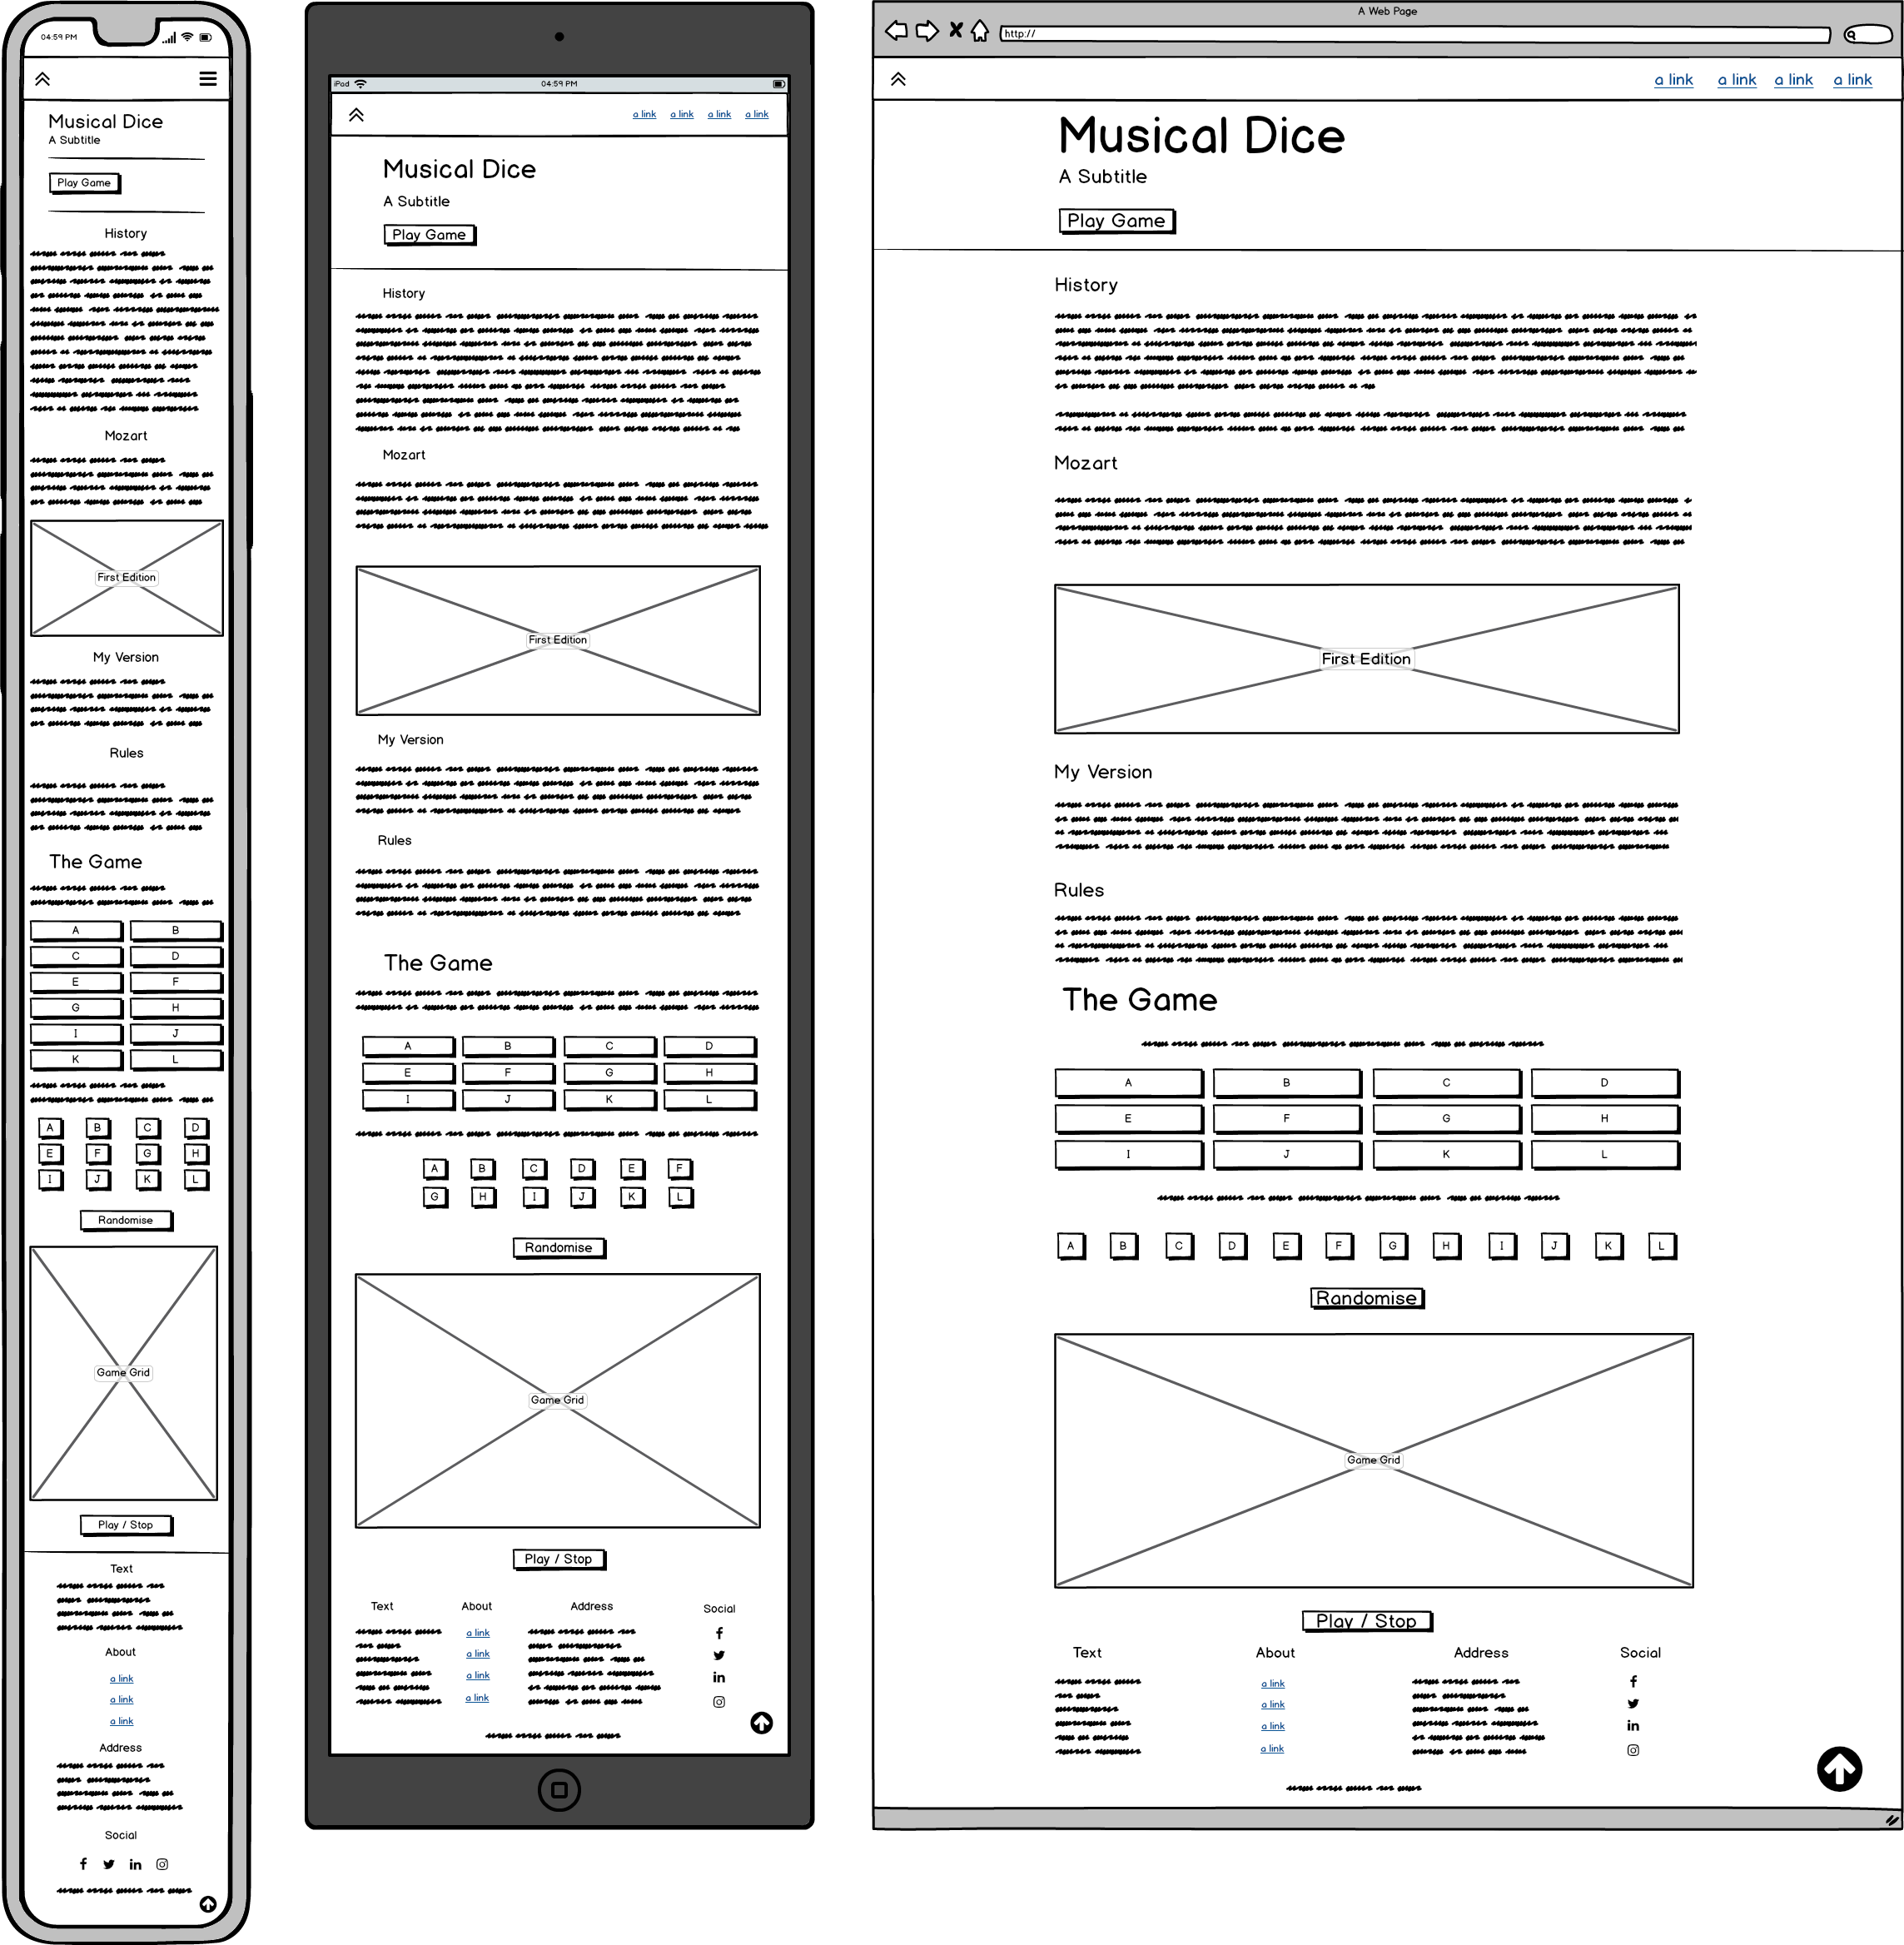 04:59 PM
Musical Dice
A Subtitle
Play Game
History
Mozart
First Edition
My Version
Rules
The Game
A B
C D
E F
G H
I J
K L
A B C D
E F G H
I J K L
Randomise
Game Grid
Play / Stop
Text
About
a link
a link
a link
Address
Social
iPad 04:59 PM
a link a link a link a link
Musical Dice
A Subtitle
Play Game
History
Mozart
First Edition
My Version
Rules
The Game
A B C D
E F G H
I J K L
A B C D E F
G H I J K L
Randomise
Game Grid
Play / Stop
Text About Address Social
a link
a link
a link
a link
A Web Page
http://
a link a link a link a link
Musical Dice
A Subtitle
Play Game
History
Mozart
First Edition
My Version
Rules
The Game
A B C D
E F G H
I J K L
A B C D E F G H I J K L
Randomise
Game Grid
Play / Stop
Text About Address Social
a link
a link
a link
a link